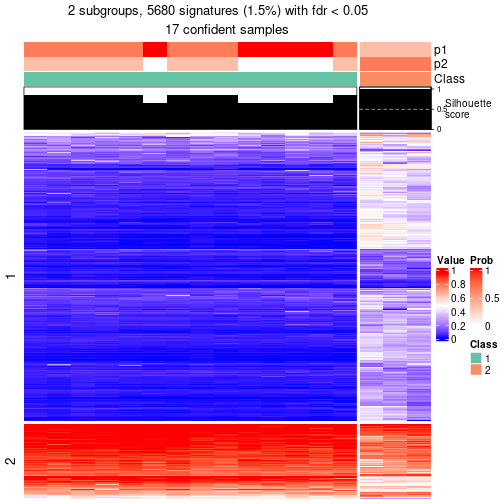 2 subgroups, 5680 signatures (1.5%) with fdr < 0.05
17 confident samples
p1
p2
Class
1
0.5
0
Silhouette
score
1
2
Value
1
0.8
0.6
0.4
0.2
0
Prob
1
0.5
0
Class
1
2